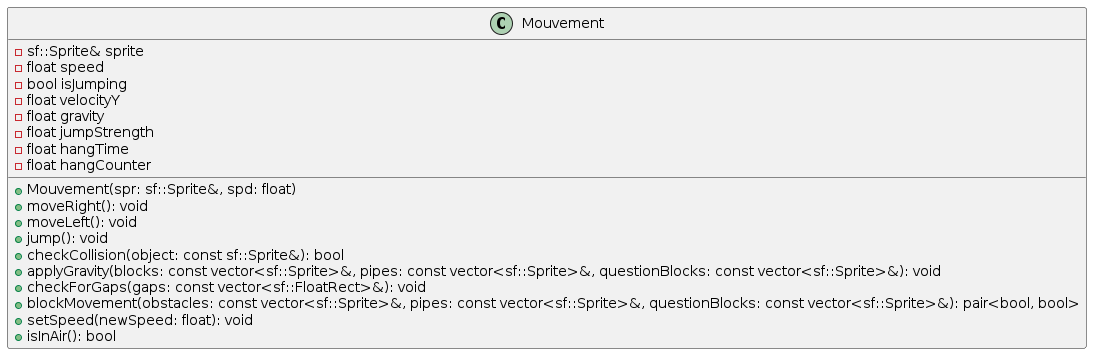 C Mouvement
sf::Sprite& sprite
float speed
bool isJumping
float velocityY
float gravity
float jumpStrength
float hangTime
float hangCounter
Mouvement(spr: sf::Sprite&, spd: float)
moveRight(): void
moveLeft(): void
jump(): void
checkCollision(object: const sf::Sprite&): bool
applyGravity(blocks: const vector<sf::Sprite>&, pipes: const vector<sf::Sprite>&, questionBlocks: const vector<sf::Sprite>&): void
checkForGaps(gaps: const vector<sf::FloatRect>&): void
blockMovement(obstacles: const vector<sf::Sprite>&, pipes: const vector<sf::Sprite>&, questionBlocks: const vector<sf::Sprite>&): pair<bool, bool>
setSpeed(newSpeed: float): void
isInAir(): bool